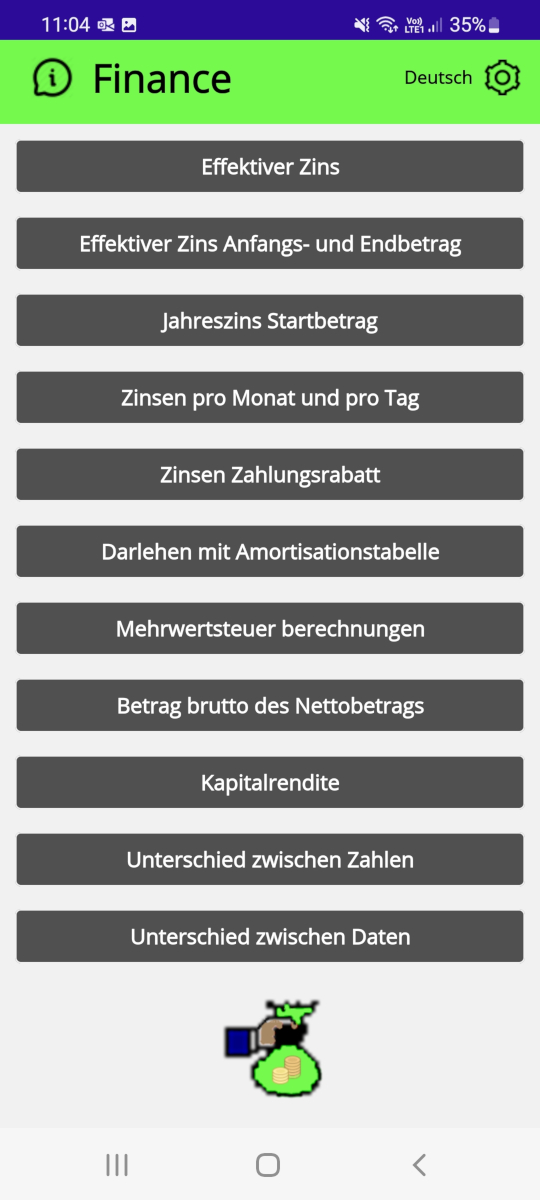 11:04 Vo)) LTE1 35%
Finance Deutsch
Effektiver Zins
Effektiver Zins Anfangs- und Endbetrag
Jahreszins Startbetrag
Zinsen pro Monat und pro Tag
Zinsen Zahlungsrabatt
Darlehen mit Amortisationstabelle
Mehrwertsteuer berechnungen
Betrag brutto des Nettobetrags
Kapitalrendite
Unterschied zwischen Zahlen
Unterschied zwischen Daten